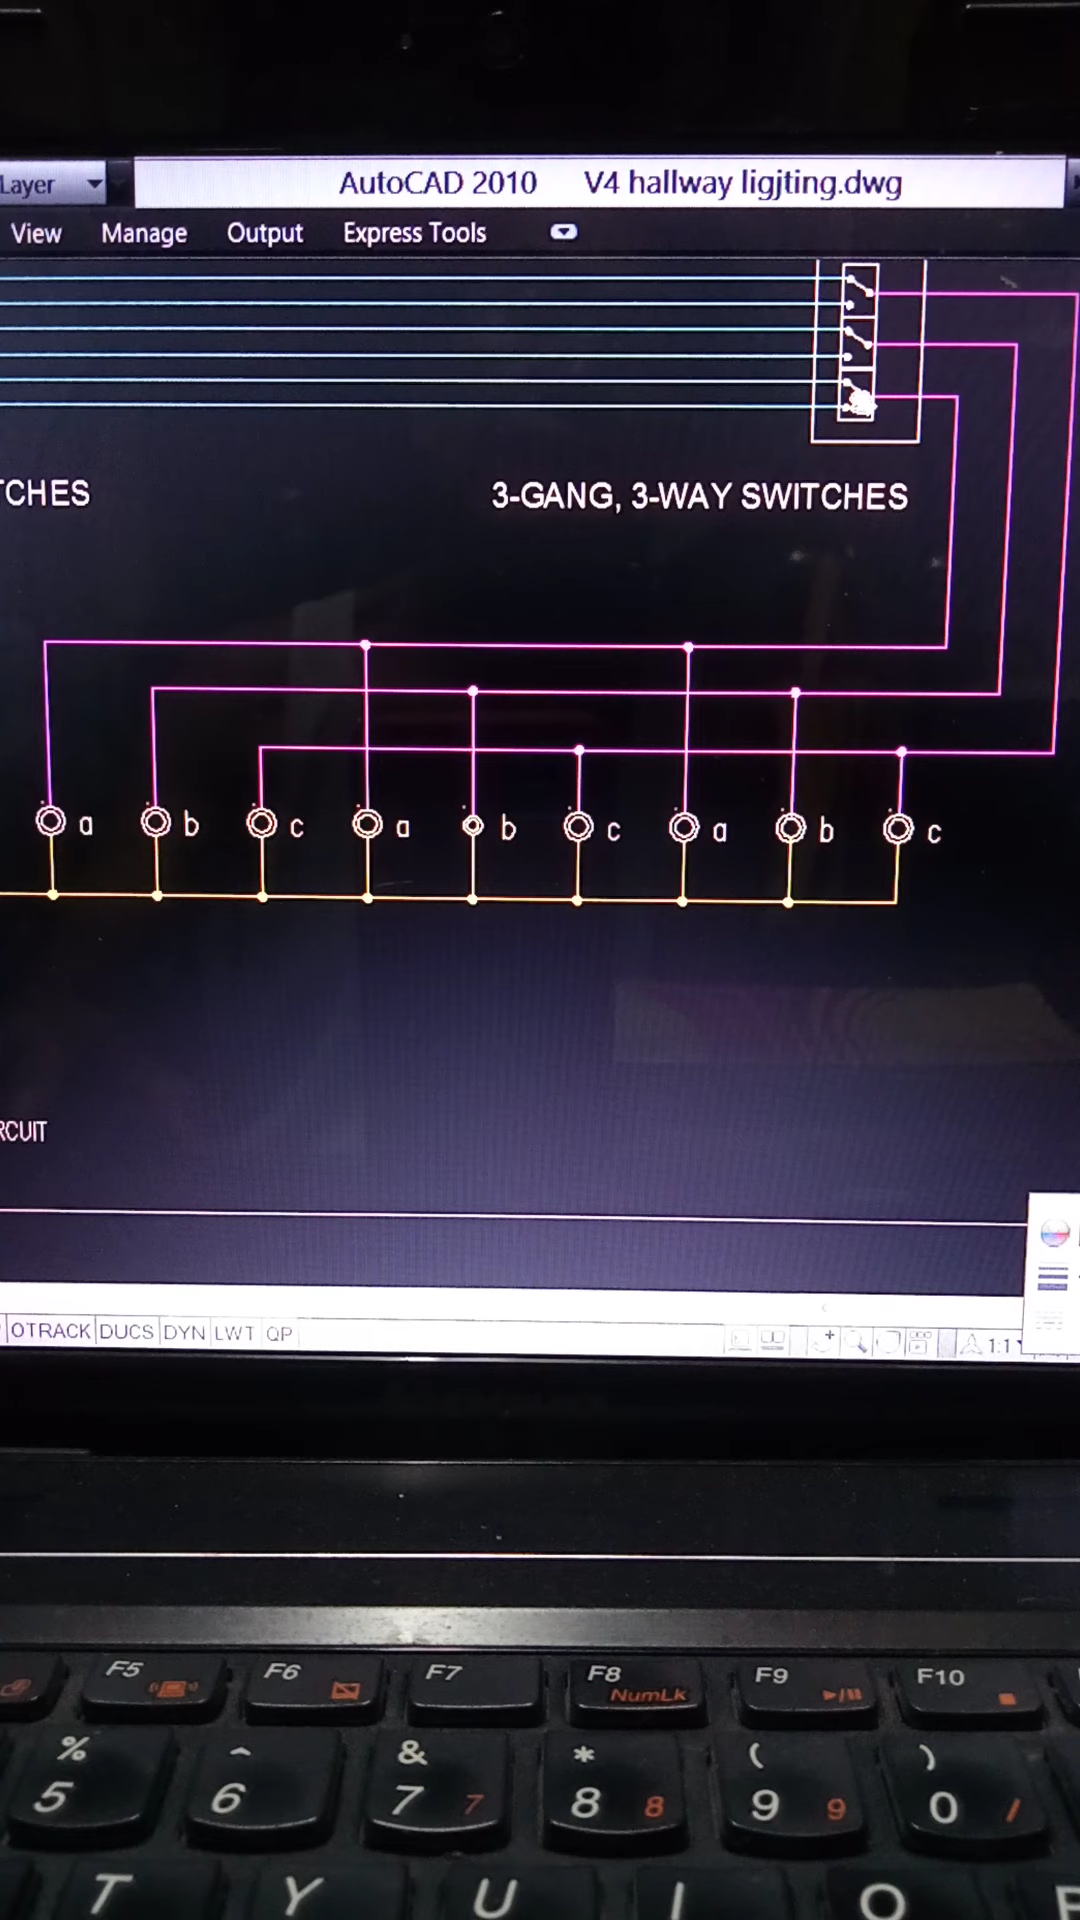 Layer
AutoCAD 2010 V4 hallway ligjting.dwg
View Manage Output Express Tools
TCHES
3-GANG, 3-WAY SWITCHES
a b c a b c a b c
RCUIT
OTRACK DUCS DYN LWT QP
1:1
F5 F6 F7 F8 F9 F10
NumLk
% ^ & * ( )
5 6 7 7 8 8 9 9 0 /
T Y U I O